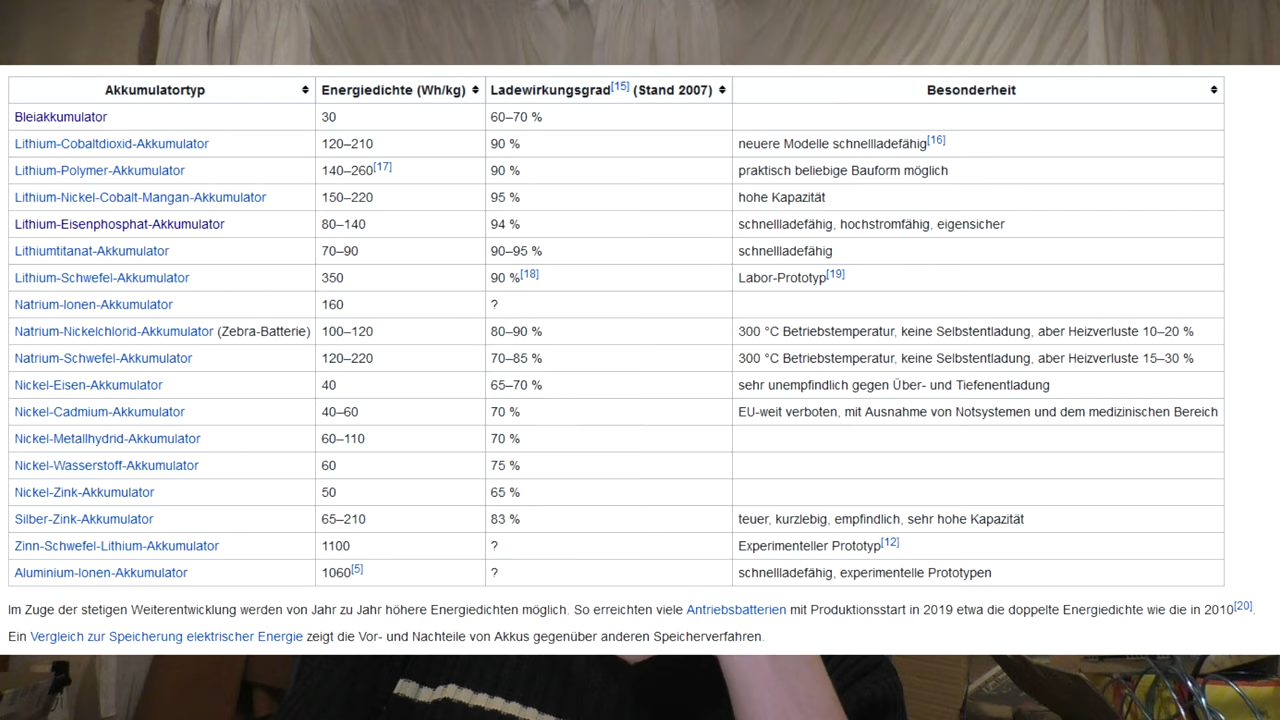 Akkumulatortyp Energiedichte (Wh/kg) Ladewirkungsgrad[15] (Stand 2007) Besonderheit
Bleiakkumulator 30 60–70 %
Lithium-Cobaltdioxid-Akkumulator 120–210 90 % neuere Modelle schnellladefähig[16]
Lithium-Polymer-Akkumulator 140–260[17] 90 % praktisch beliebige Bauform möglich
Lithium-Nickel-Cobalt-Mangan-Akkumulator 150–220 95 % hohe Kapazität
Lithium-Eisenphosphat-Akkumulator 80–140 94 % schnellladefähig, hochstromfähig, eigensicher
Lithiumtitanat-Akkumulator 70–90 90–95 % schnellladefähig
Lithium-Schwefel-Akkumulator 350 90 %[18] Labor-Prototyp[19]
Natrium-Ionen-Akkumulator 160 ?
Natrium-Nickelchlorid-Akkumulator (Zebra-Batterie) 100–120 80–90 % 300 °C Betriebstemperatur, keine Selbstentladung, aber Heizverluste 10–20 %
Natrium-Schwefel-Akkumulator 120–220 70–85 % 300 °C Betriebstemperatur, keine Selbstentladung, aber Heizverluste 15–30 %
Nickel-Eisen-Akkumulator 40 65–70 % sehr unempfindlich gegen Über- und Tiefenentladung
Nickel-Cadmium-Akkumulator 40–60 70 % EU-weit verboten, mit Ausnahme von Notsystemen und dem medizinischen Bereich
Nickel-Metallhydrid-Akkumulator 60–110 70 %
Nickel-Wasserstoff-Akkumulator 60 75 %
Nickel-Zink-Akkumulator 50 65 %
Silber-Zink-Akkumulator 65–210 83 % teuer, kurzlebig, empfindlich, sehr hohe Kapazität
Zinn-Schwefel-Lithium-Akkumulator 1100 ? Experimenteller Prototyp[12]
Aluminium-Ionen-Akkumulator 1060[5] ? schnellladefähig, experimentelle Prototypen
Im Zuge der stetigen Weiterentwicklung werden von Jahr zu Jahr höhere Energiedichten möglich. So erreichten viele Antriebsbatterien mit Produktionsstart in 2019 etwa die doppelte Energiedichte wie die in 2010[20].
Ein Vergleich zur Speicherung elektrischer Energie zeigt die Vor- und Nachteile von Akkus gegenüber anderen Speicherverfahren.